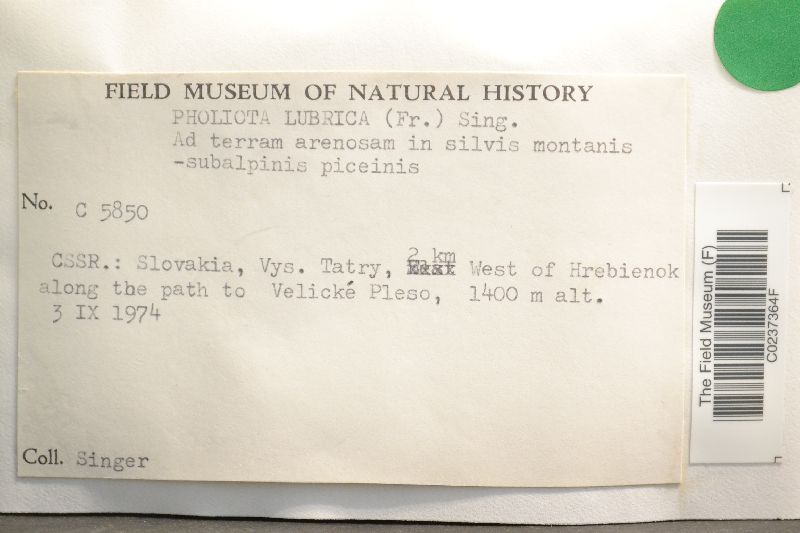 FIELD MUSEUM OF NATURAL HISTORY
PHOLIOTA LUBRICA (Fr.) Sing.
Ad terram arenosam in silvis montanis
-subalpinis piceinis
No. C 5850
2 km
CSSR.: Slovakia, Vys. Tatry, West of Hrebienok
along the path to Velické Pleso, 1400 m alt.
3 IX 1974
Coll. Singer
The Field Museum (F)
C0237364F